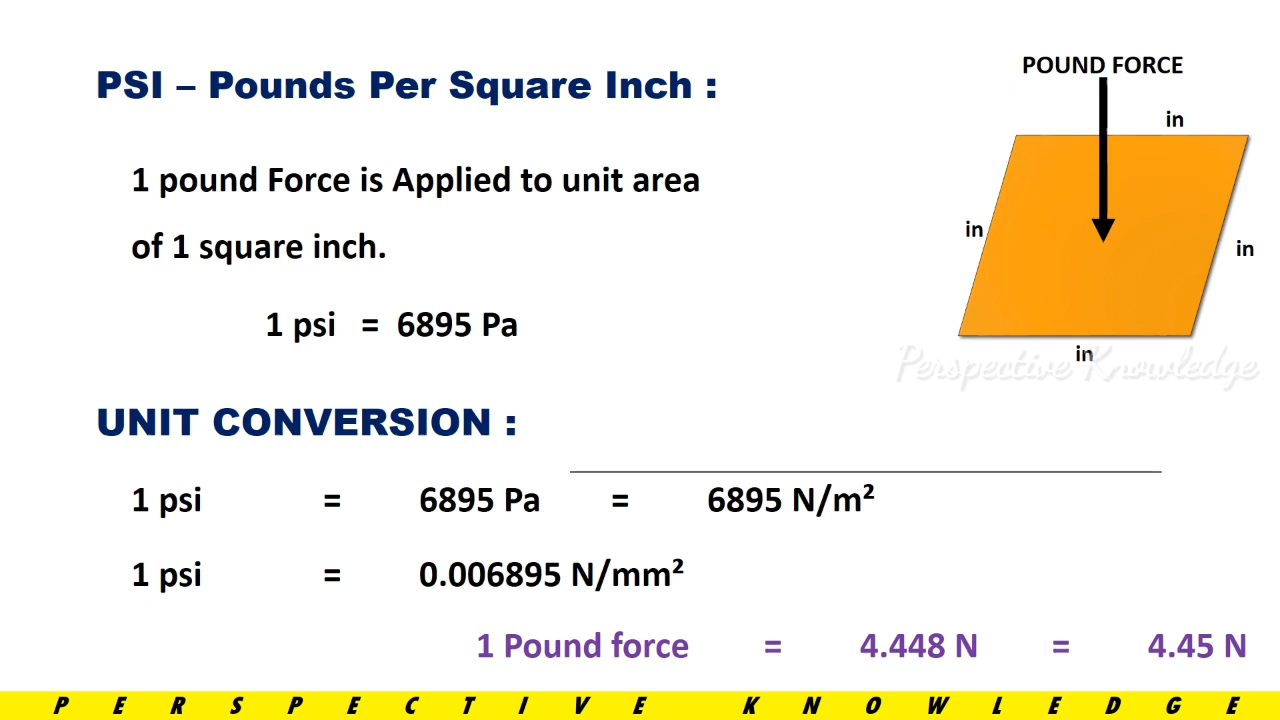 PSI – Pounds Per Square Inch :
POUND FORCE
in
1 pound Force is Applied to unit area
in
of 1 square inch.
in
1 psi = 6895 Pa
in
Perspective Knowledge
UNIT CONVERSION :
1 psi = 6895 Pa = 6895 N/m²
1 psi = 0.006895 N/mm²
1 Pound force = 4.448 N = 4.45 N
PERSPECTIVE KNOWLEDGE